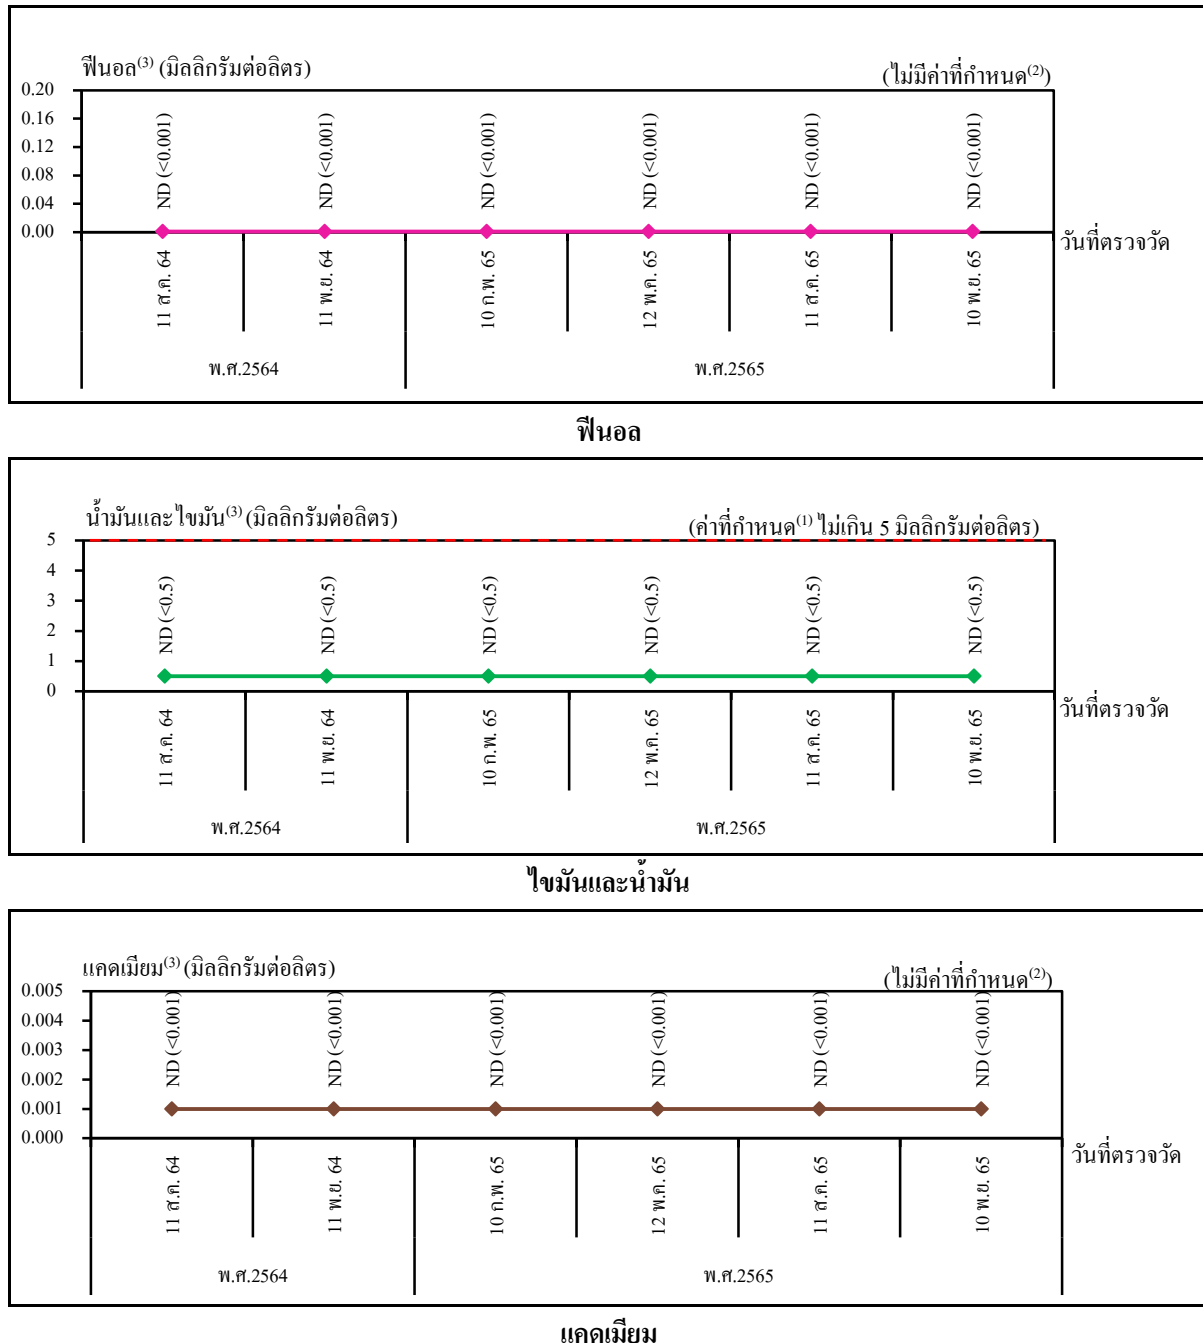 ฟีนอล(3) (มิลลิกรัมต่อลิตร)
(ไม่มีค่าที่กำหนด(2))
0.20
0.16
0.12
0.08
0.04
0.00
ND (<0.001) ND (<0.001) ND (<0.001) ND (<0.001) ND (<0.001) ND (<0.001)
วันที่ตรวจวัด
11 ส.ค. 64 11 พ.ย. 64 10 ก.พ. 65 12 พ.ค. 65 11 ส.ค. 65 10 พ.ย. 65
พ.ศ.2564 พ.ศ.2565
ฟีนอล
น้ำมันและไขมัน(3) (มิลลิกรัมต่อลิตร)
(ค่าที่กำหนด(1) ไม่เกิน 5 มิลลิกรัมต่อลิตร)
5
4
3
2
1
0
ND (<0.5) ND (<0.5) ND (<0.5) ND (<0.5) ND (<0.5) ND (<0.5)
วันที่ตรวจวัด
11 ส.ค. 64 11 พ.ย. 64 10 ก.พ. 65 12 พ.ค. 65 11 ส.ค. 65 10 พ.ย. 65
พ.ศ.2564 พ.ศ.2565
ไขมันและน้ำมัน
แคดเมียม(3) (มิลลิกรัมต่อลิตร)
(ไม่มีค่าที่กำหนด(2))
0.005
0.004
0.003
0.002
0.001
0.000
ND (<0.001) ND (<0.001) ND (<0.001) ND (<0.001) ND (<0.001) ND (<0.001)
วันที่ตรวจวัด
11 ส.ค. 64 11 พ.ย. 64 10 ก.พ. 65 12 พ.ค. 65 11 ส.ค. 65 10 พ.ย. 65
พ.ศ.2564 พ.ศ.2565
แคดเมียม